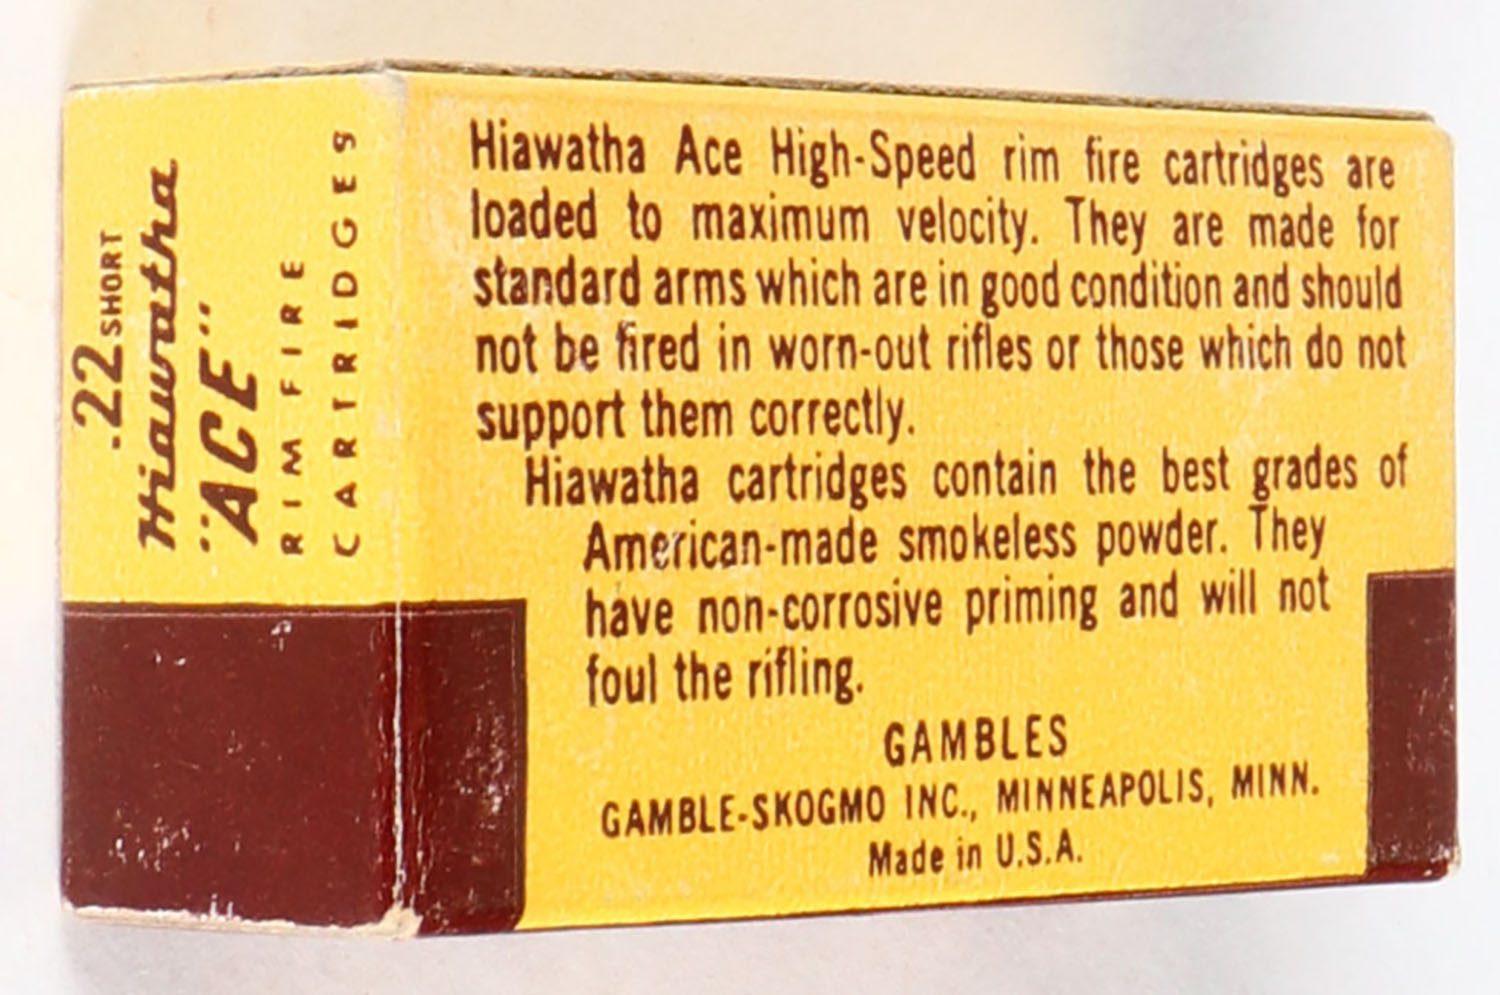 .22 SHORT
Hiawatha
"ACE"
RIM FIRE
CARTRIDGES
Hiawatha Ace High-Speed rim fire cartridges are
loaded to maximum velocity. They are made for
standard arms which are in good condition and should
not be fired in worn-out rifles or those which do not
support them correctly.
Hiawatha cartridges contain the best grades of
American-made smokeless powder. They
have non-corrosive priming and will not
foul the rifling.
GAMBLES
GAMBLE-SKOGMO INC., MINNEAPOLIS, MINN.
Made in U.S.A.